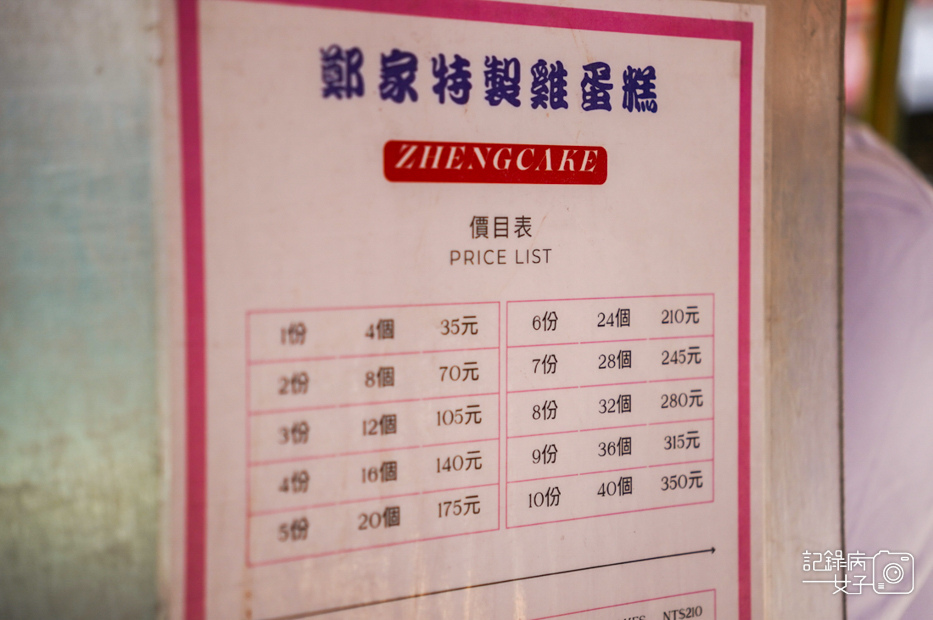 鄭家特製雞蛋糕
ZHENGCAKE
價目表
PRICE LIST
1份 4個 35元
2份 8個 70元
3份 12個 105元
4份 16個 140元
5份 20個 175元
6份 24個 210元
7份 28個 245元
8份 32個 280元
9份 36個 315元
10份 40個 350元
NT$210
記錄病
女子